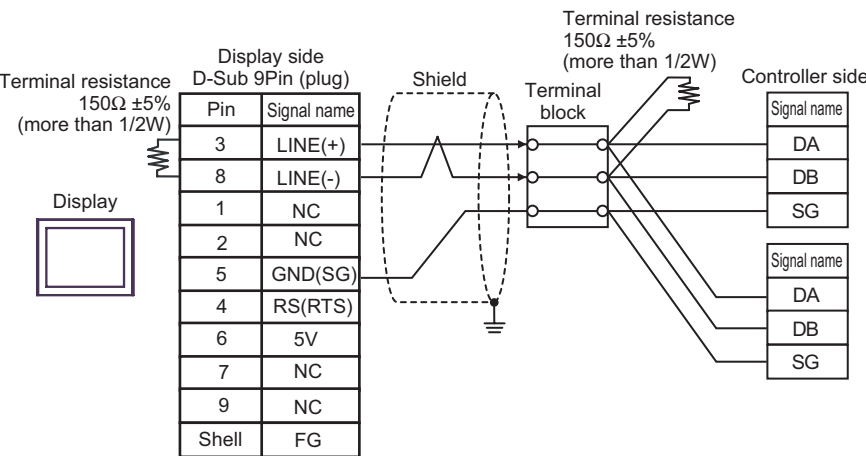 Terminal resistance
150Ω ±5%
(more than 1/2W)
Display side
D-Sub 9Pin (plug)
Terminal resistance
150Ω ±5%
(more than 1/2W)
Shield
Terminal
block
Controller side
Pin Signal name
3 LINE(+)
8 LINE(-)
1 NC
2 NC
5 GND(SG)
4 RS(RTS)
6 5V
7 NC
9 NC
Shell FG
Display
Signal name
DA
DB
SG
Signal name
DA
DB
SG